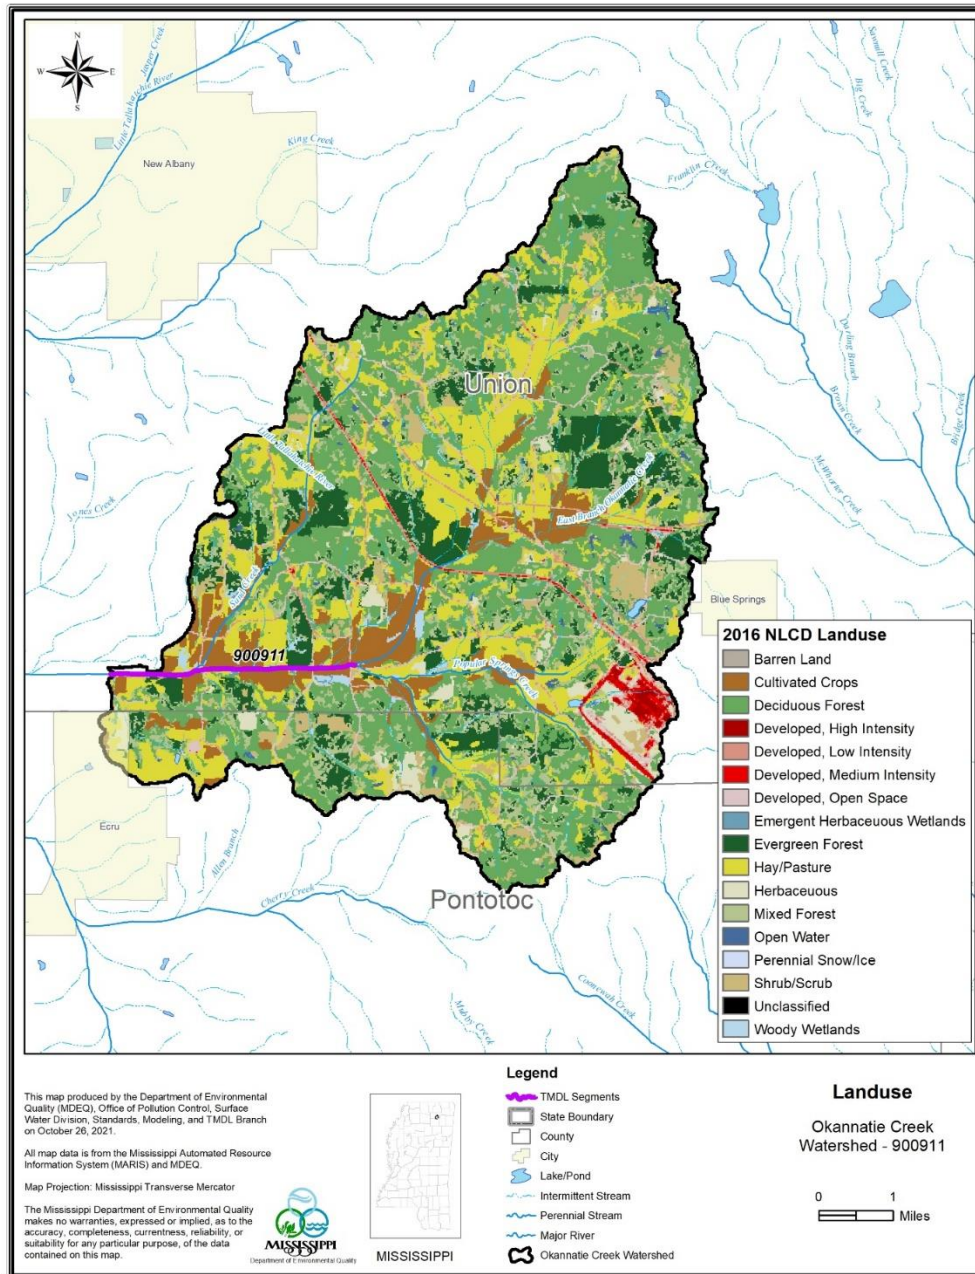 N
W
E
S
Jasper Creek
Little Tallahatchie River
New Albany
King Creek
Sawmill Creek
Big Creek
Franklin Creek
Darling Branch
Brown Creek
Bridge Creek
McWhorter Creek
Union
Jones Creek
Sand Creek
East Branch Okannatie Creek
Blue Springs
900911
Popular Springs Creek
Ecru
Allen Branch
Cherry Creek
Pontotoc
Coonewah Creek
Mubby Creek
2016 NLCD Landuse
Barren Land
Cultivated Crops
Deciduous Forest
Developed, High Intensity
Developed, Low Intensity
Developed, Medium Intensity
Developed, Open Space
Emergent Herbaceuous Wetlands
Evergreen Forest
Hay/Pasture
Herbaceuous
Mixed Forest
Open Water
Perennial Snow/Ice
Shrub/Scrub
Unclassified
Woody Wetlands
This map produced by the Department of Environmental
Quality (MDEQ), Office of Pollution Control, Surface
Water Division, Standards, Modeling, and TMDL Branch
on October 26, 2021.
All map data is from the Mississippi Automated Resource
Information System (MARIS) and MDEQ.
Map Projection: Mississippi Transverse Mercator
The Mississippi Department of Environmental Quality
makes no warranties, expressed or implied, as to the
accuracy, completeness, currentness, reliability, or
suitability for any particular purpose, of the data
contained on this map.
MISSISSIPPI
Department of Environmental Quality
MISSISSIPPI
Legend
TMDL Segments
State Boundary
County
City
Lake/Pond
Intermittent Stream
Perennial Stream
Major River
Okannatie Creek Watershed
Landuse
Okannatie Creek
Watershed - 900911
0 1
Miles